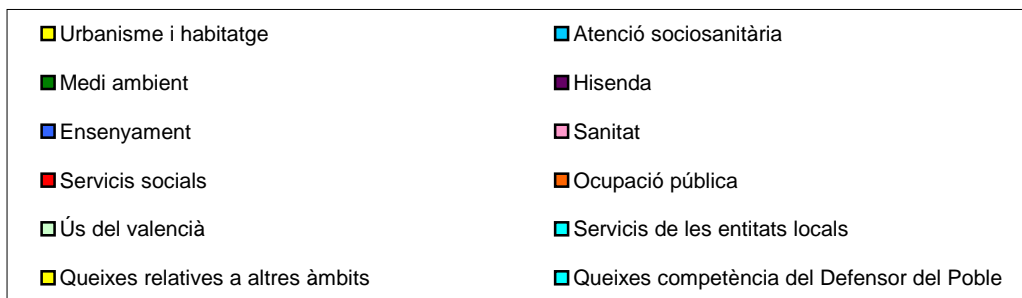 Urbanisme i habitatge
Atenció sociosanitària
Medi ambient
Hisenda
Ensenyament
Sanitat
Servicis socials
Ocupació pública
Ús del valencià
Servicis de les entitats locals
Queixes relatives a altres àmbits
Queixes competència del Defensor del Poble